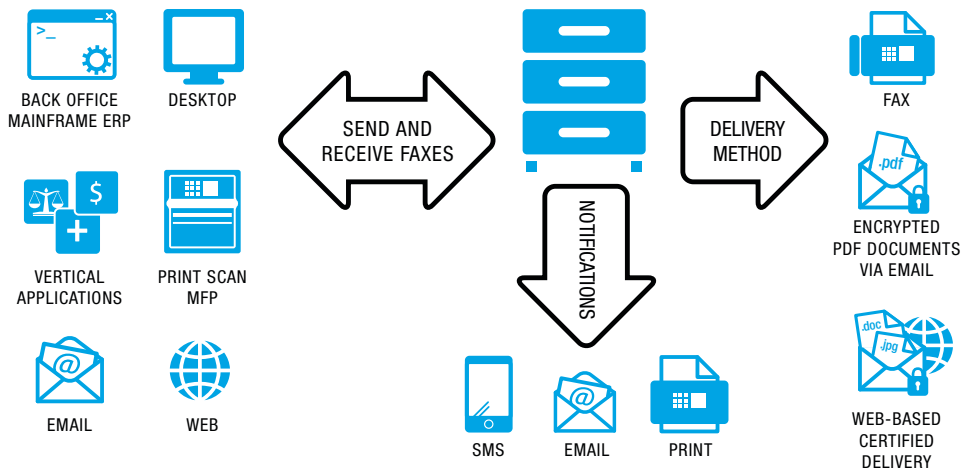 >_
BACK OFFICE
MAINFRAME ERP
DESKTOP
$
VERTICAL
APPLICATIONS
PRINT SCAN
MFP
@
EMAIL
WEB
SEND AND
RECEIVE FAXES
NOTIFICATIONS
SMS
@
EMAIL
PRINT
DELIVERY
METHOD
FAX
.pdf
ENCRYPTED
PDF DOCUMENTS
VIA EMAIL
.doc
.jpg
WEB-BASED
CERTIFIED
DELIVERY